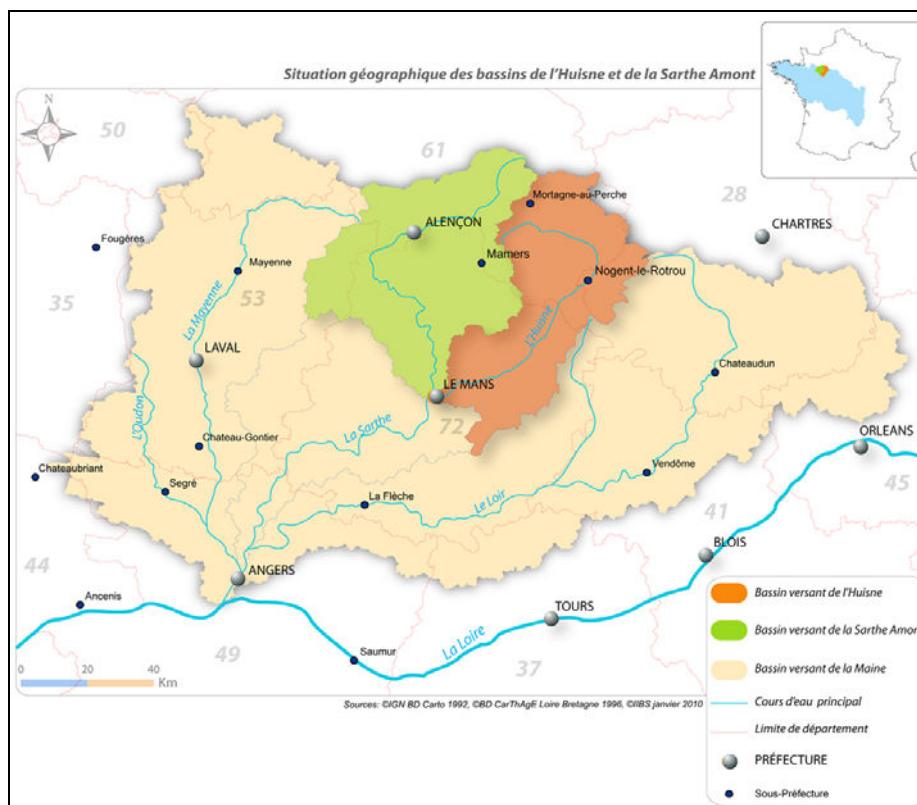 Situation géographique des bassins de l'Huisne et de la Sarthe Amont
N
50
61
28
CHARTRES
Mortagne-au-Perche
ALENÇON
Fougères
Mamers
Mayenne
Nogent-le-Rotrou
53
35
La Mayenne
L'Huisne
LAVAL
Chateaudun
LE MANS
72
L'Oudon
La Sarthe
ORLEANS
Chateau-Gontier
Chateaubriant
Segré
Vendôme
45
La Flèche
Le Loir
41
44
BLOIS
ANGERS
Ancenis
TOURS
49
La Loire
Saumur
37
0 20 40
Km
Bassin versant de l'Huisne
Bassin versant de la Sarthe Amont
Bassin versant de la Maine
Cours d'eau principal
Limite de département
PRÉFECTURE
Sous-Préfecture
Sources: ©IGN BD Carto 1992, ©BD CarThAgE Loire Bretagne 1996, ©IIBS janvier 2010